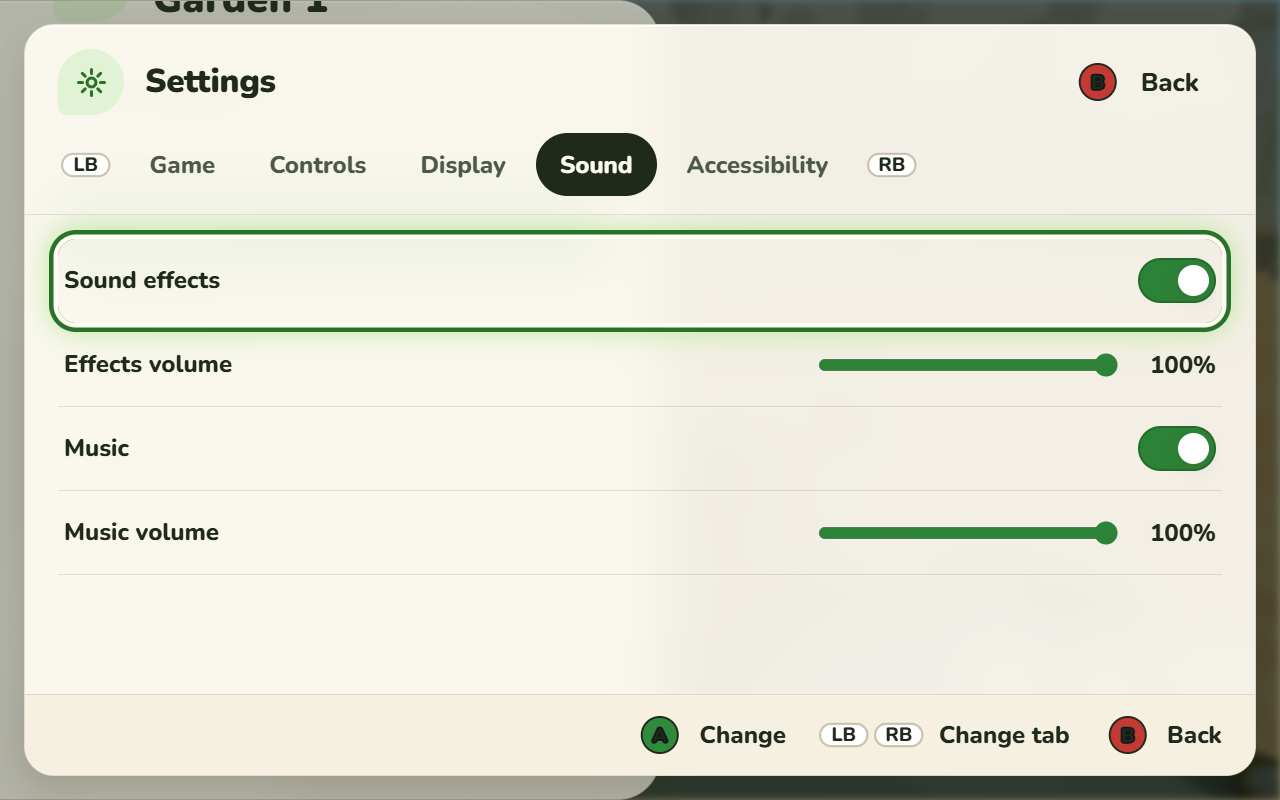 Garden 1
Settings
B Back
LB Game Controls Display Sound Accessibility RB
Sound effects
Effects volume 100%
Music
Music volume 100%
A Change LB RB Change tab B Back